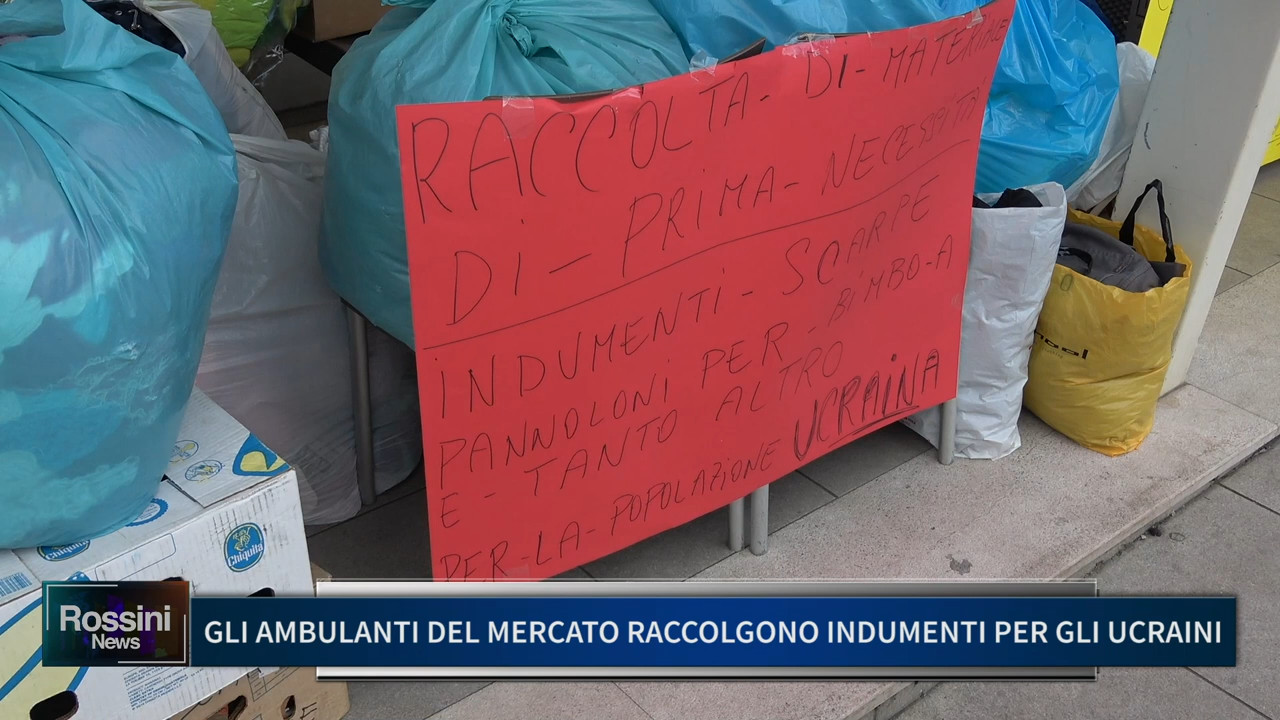 RACCOLTA - DI - MATERIALE
DI - PRIMA - NECESSITÀ
INDUMENTI - SCARPE
PANNOLONI PER - BIMBO-A
E - TANTO ALTRO
PER-LA-POPOLAZIONE UCRAINA
Chiquita
Rossini
News
GLI AMBULANTI DEL MERCATO RACCOLGONO INDUMENTI PER GLI UCRAINI